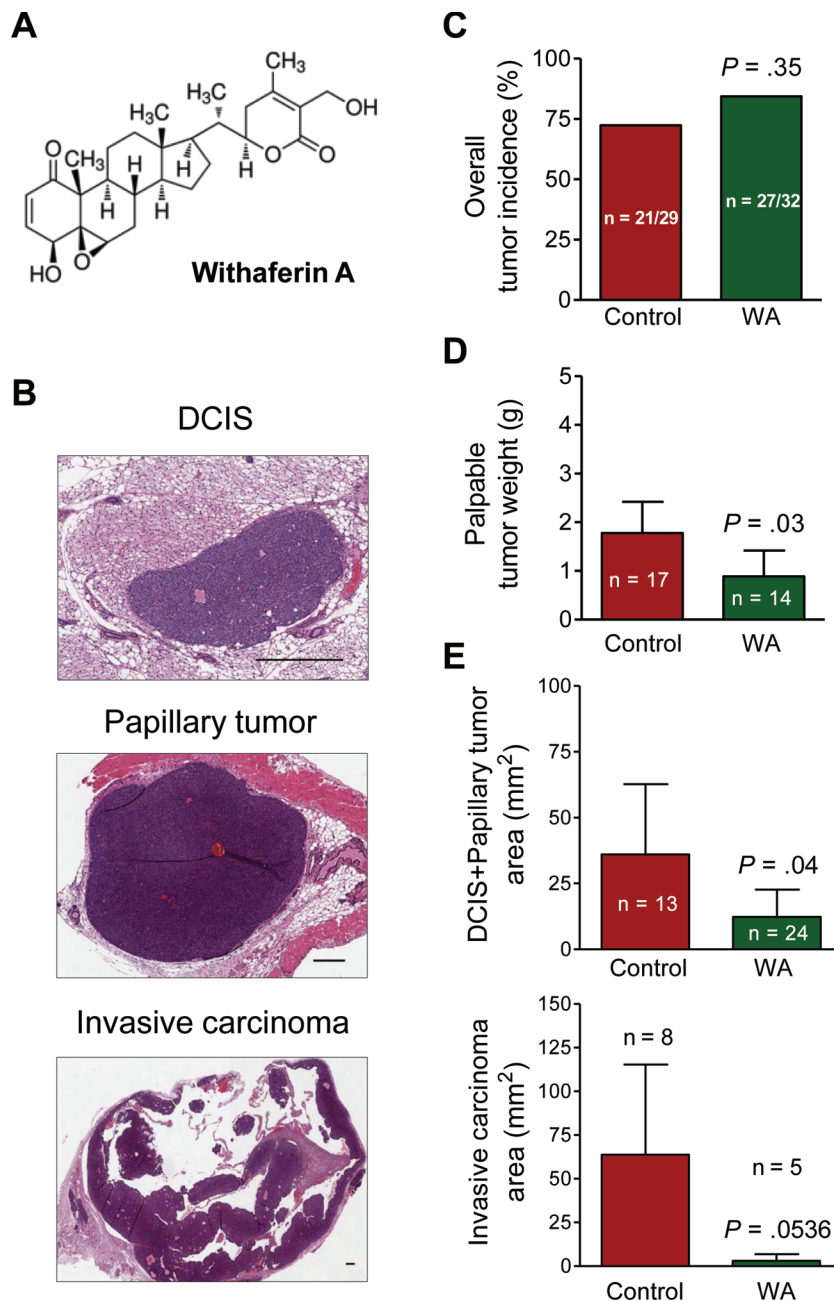 A
CH3
H3C
OH
H3C
O
CH3
H
H
O
O
H
H
H
HO
O
Withaferin A
B
DCIS
Papillary tumor
Invasive carcinoma
C
Overall
tumor incidence (%)
100
75
50
25
0
P = .35
n = 21/29
n = 27/32
Control
WA
D
Palpable
tumor weight (g)
5
4
3
2
1
0
P = .03
n = 17
n = 14
Control
WA
E
DCIS+Papillary tumor
area (mm²)
100
75
50
25
0
P = .04
n = 13
n = 24
Control
WA
Invasive carcinoma
area (mm²)
150
125
100
75
50
25
0
n = 8
n = 5
P = .0536
Control
WA